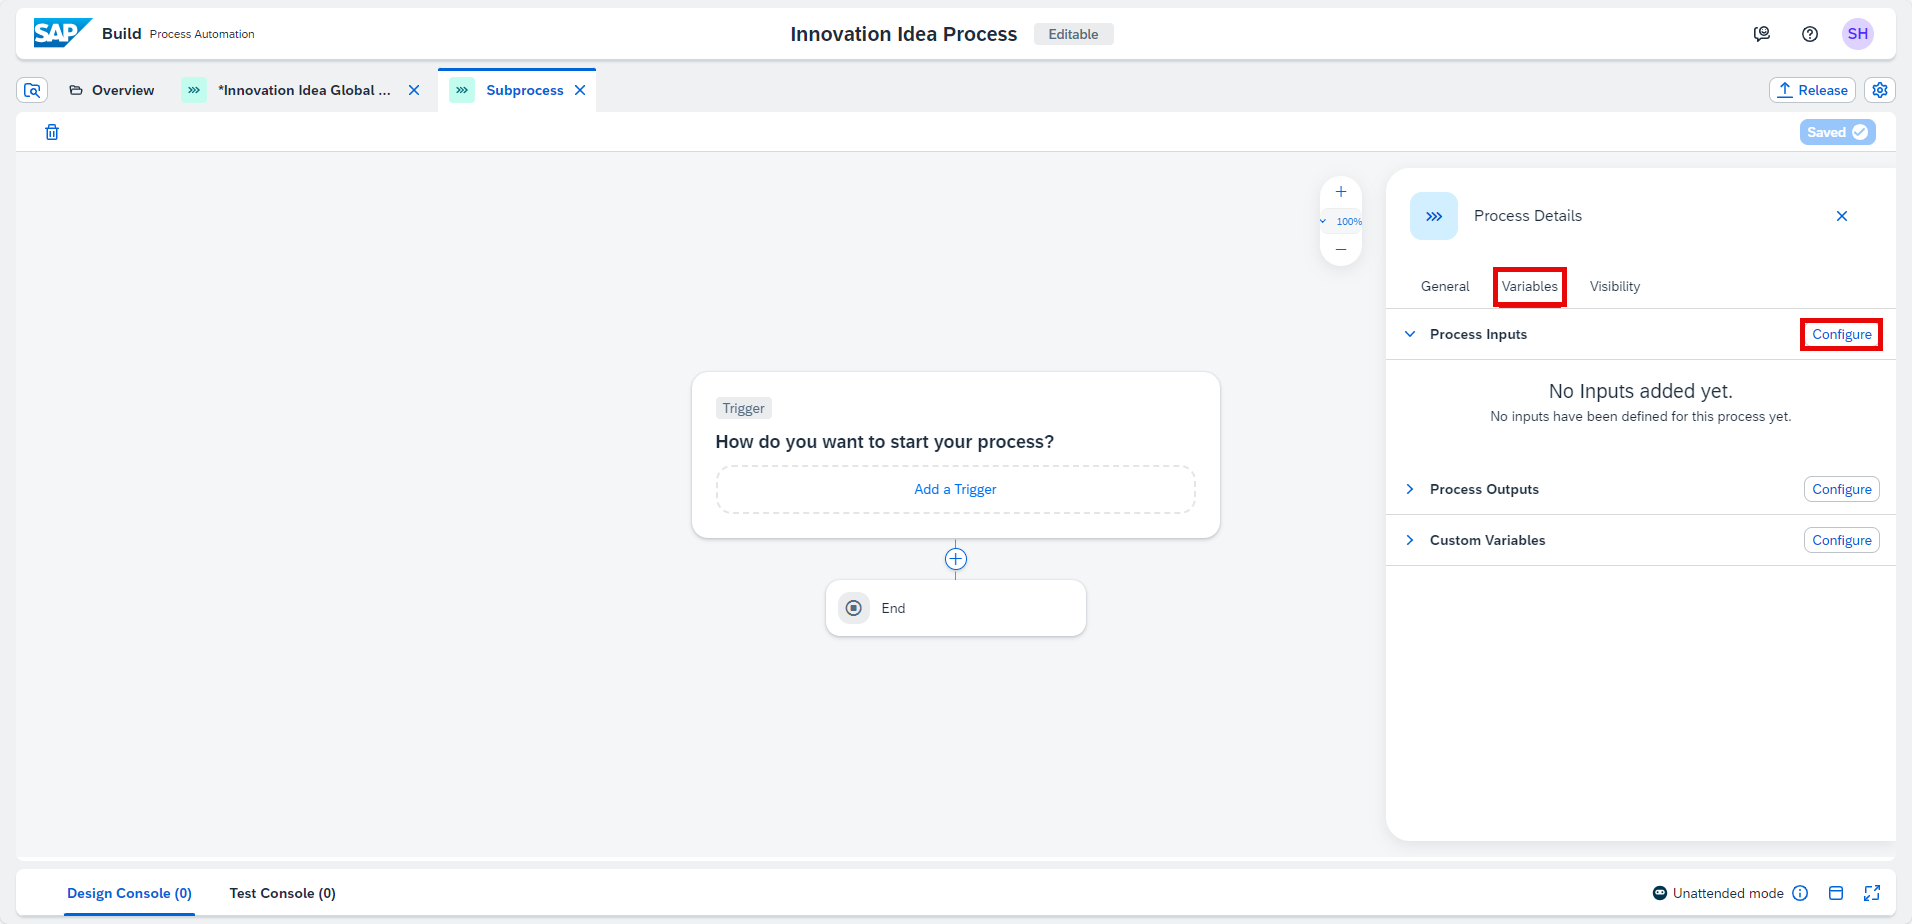 SAP Build Process Automation
Innovation Idea Process Editable
SH
Overview
*Innovation Idea Global ...
Subprocess
Release
Saved
100%
Process Details
General Variables Visibility
Process Inputs Configure
No Inputs added yet.
No inputs have been defined for this process yet.
Process Outputs Configure
Custom Variables Configure
Trigger
How do you want to start your process?
Add a Trigger
End
Design Console (0) Test Console (0)
Unattended mode